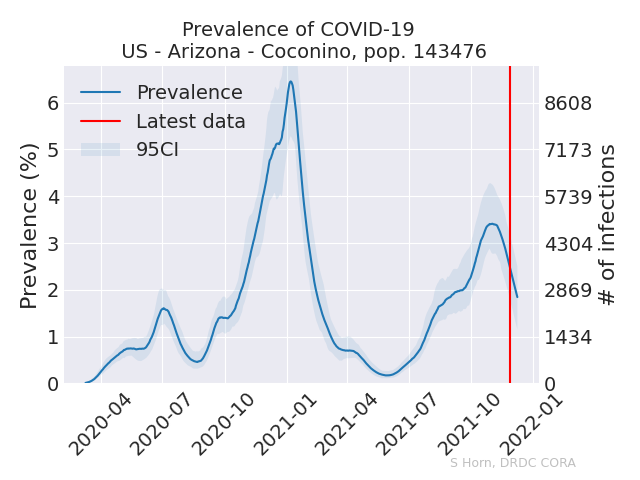 Prevalence of COVID-19
US - Arizona - Coconino, pop. 143476
Prevalence
Latest data
95CI
Prevalence (%)
6
5
4
3
2
1
0
8608
7173
5739
4304
2869
1434
0
# of infections
2020-04
2020-07
2020-10
2021-01
2021-04
2021-07
2021-10
2022-01
S Horn, DRDC CORA